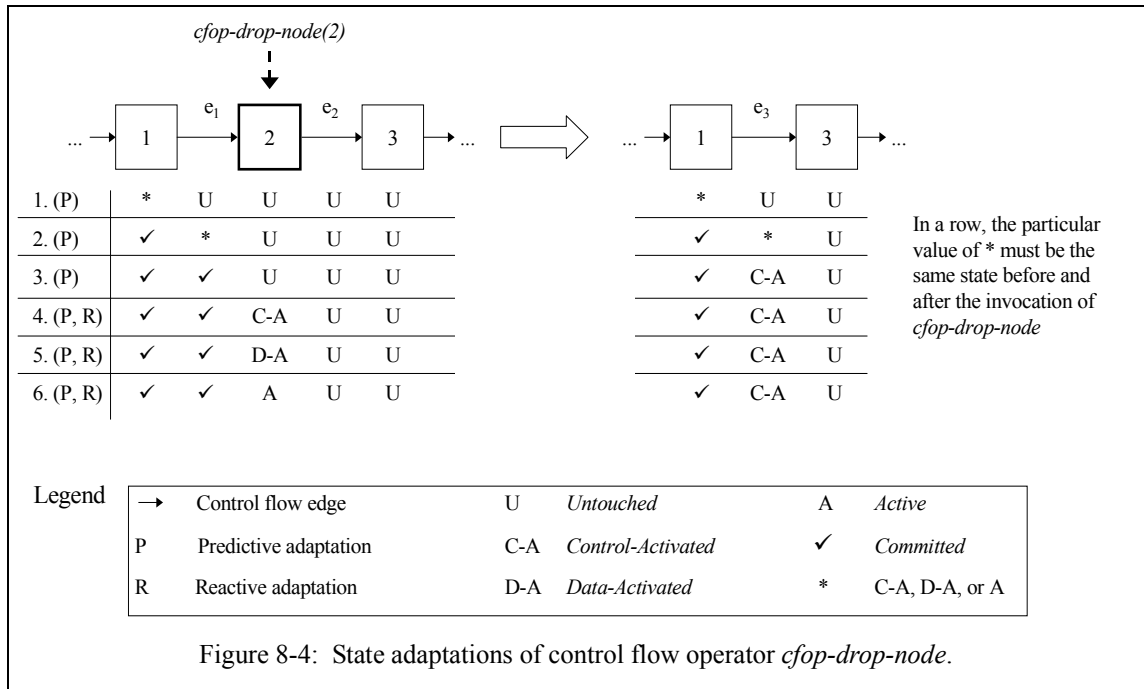 cfop-drop-node(2)
e1 e2 e3
... 1 2 3 ... ... 1 3 ...
1. (P) * U U U U * U U
2. (P) ✓ * U U U ✓ * U
3. (P) ✓ ✓ U U U ✓ C-A U
4. (P, R) ✓ ✓ C-A U U ✓ C-A U
5. (P, R) ✓ ✓ D-A U U ✓ C-A U
6. (P, R) ✓ ✓ A U U ✓ C-A U
In a row, the particular
value of * must be the
same state before and
after the invocation of
cfop-drop-node
Legend
→ Control flow edge U Untouched A Active
P Predictive adaptation C-A Control-Activated ✓ Committed
R Reactive adaptation D-A Data-Activated * C-A, D-A, or A
Figure 8-4: State adaptations of control flow operator cfop-drop-node.